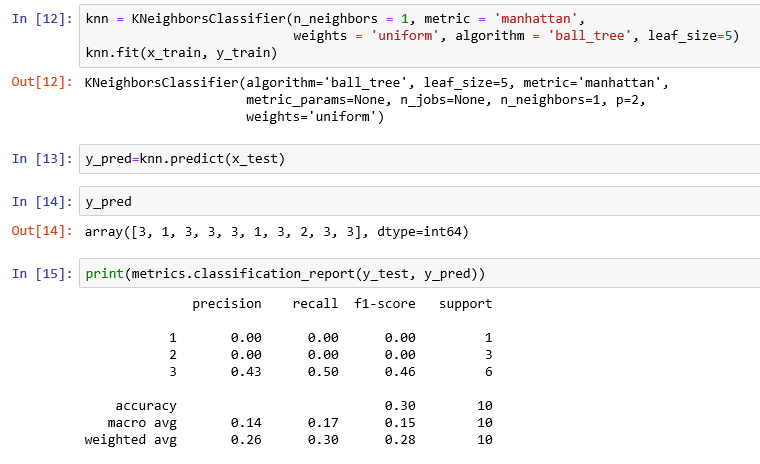 In [12]: knn = KNeighborsClassifier(n_neighbors = 1, metric = 'manhattan',
weights = 'uniform', algorithm = 'ball_tree', leaf_size=5)
knn.fit(x_train, y_train)
Out[12]: KNeighborsClassifier(algorithm='ball_tree', leaf_size=5, metric='manhattan',
metric_params=None, n_jobs=None, n_neighbors=1, p=2,
weights='uniform')
In [13]: y_pred=knn.predict(x_test)
In [14]: y_pred
Out[14]: array([3, 1, 3, 3, 3, 1, 3, 2, 3, 3], dtype=int64)
In [15]: print(metrics.classification_report(y_test, y_pred))
precision recall f1-score support
1 0.00 0.00 0.00 1
2 0.00 0.00 0.00 3
3 0.43 0.50 0.46 6
accuracy 0.30 10
macro avg 0.14 0.17 0.15 10
weighted avg 0.26 0.30 0.28 10